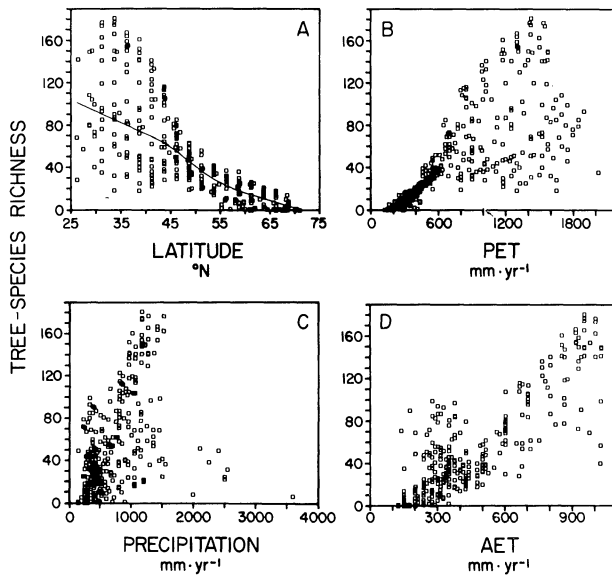 TREE-SPECIES RICHNESS
A
160
120
80
40
0
25 35 45 55 65 75
LATITUDE
°N
B
160
120
80
40
0
0 600 1200 1800
PET
mm·yr⁻¹
C
160
120
80
40
0
0 1000 2000 3000 4000
PRECIPITATION
mm·yr⁻¹
D
160
120
80
40
0
0 300 600 900
AET
mm·yr⁻¹